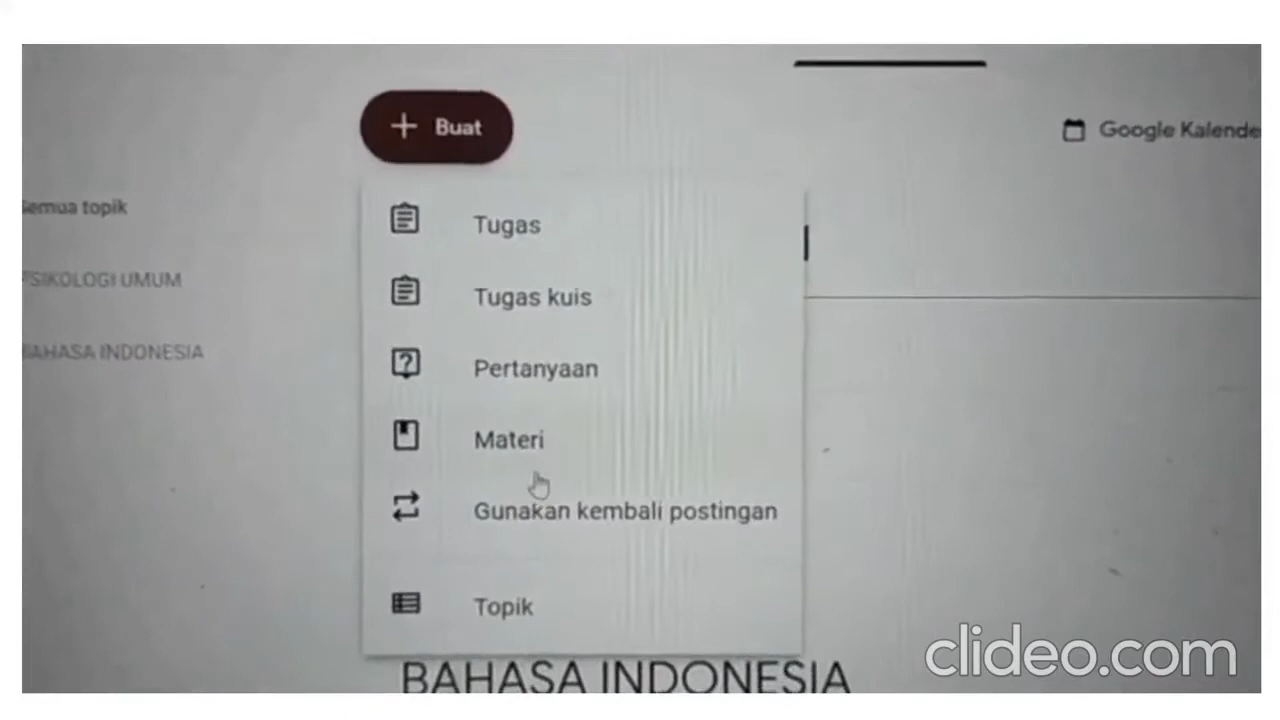 Buat
Google Kalende
Semua topik
Tugas
PSIKOLOGI UMUM
Tugas kuis
BAHASA INDONESIA
Pertanyaan
Materi
Gunakan kembali postingan
Topik
BAHASA INDONESIA
clideo.com